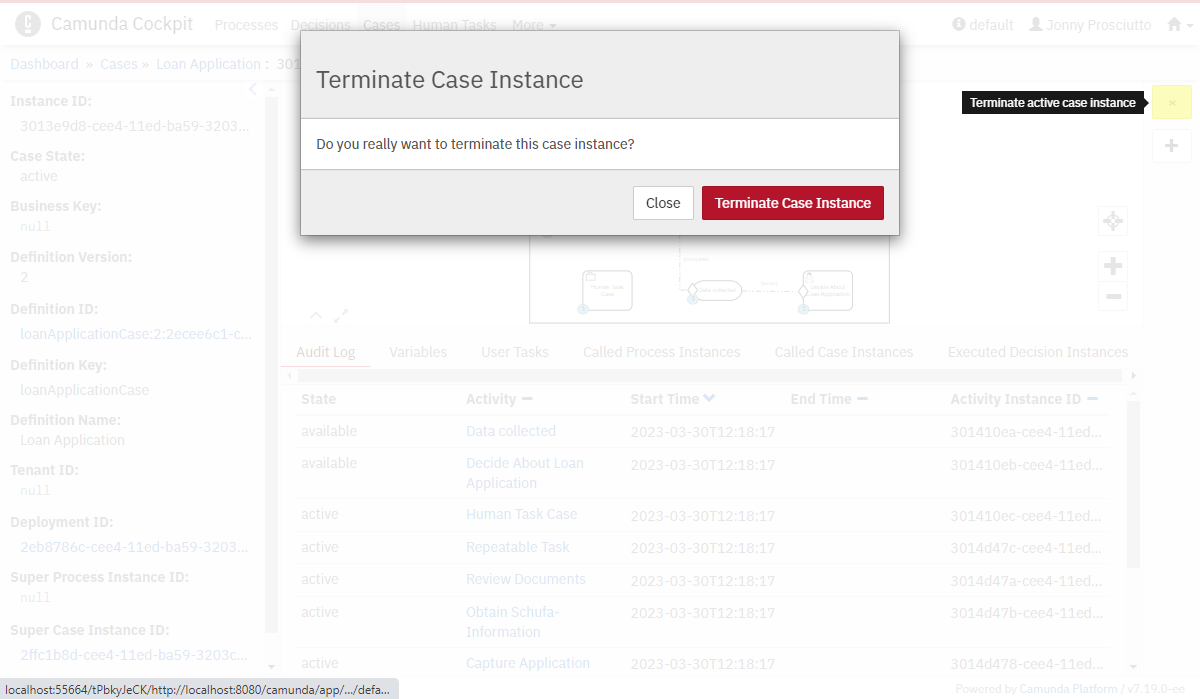 Camunda Cockpit Processes Decisions Cases Human Tasks More default Jonny Prosciutto
Dashboard » Cases » Loan Application : 301
Terminate Case Instance
Do you really want to terminate this case instance?
Close Terminate Case Instance
Terminate active case instance
Instance ID:
3013e9d8-cee4-11ed-ba59-3203...
Case State:
active
Business Key:
null
Definition Version:
2
Definition ID:
loanApplicationCase:2:2ecee6c1-c...
Definition Key:
loanApplicationCase
Definition Name:
Loan Application
Tenant ID:
null
Deployment ID:
2eb8786c-cee4-11ed-ba59-3203...
Super Process Instance ID:
null
Super Case Instance ID:
2ffc1b8d-cee4-11ed-ba59-3203c...
Human Task
Case
Data collected
Decide About
Loan Application
Audit Log Variables User Tasks Called Process Instances Called Case Instances Executed Decision Instances
State Activity Start Time End Time Activity Instance ID
available Data collected 2023-03-30T12:18:17 301410ea-cee4-11ed...
available Decide About Loan 2023-03-30T12:18:17 301410eb-cee4-11ed...
Application
active Human Task Case 2023-03-30T12:18:17 301410ec-cee4-11ed...
active Repeatable Task 2023-03-30T12:18:17 3014d47c-cee4-11ed...
active Review Documents 2023-03-30T12:18:17 3014d47a-cee4-11ed...
active Obtain Schufa- 2023-03-30T12:18:17 3014d47b-cee4-11ed...
Information
active Capture Application 2023-03-30T12:18:17 3014d478-cee4-11ed...
localhost:55664/tPbkyJeCK/http://localhost:8080/camunda/app/.../defa...
Powered by Camunda Platform / v7.19.0-ee